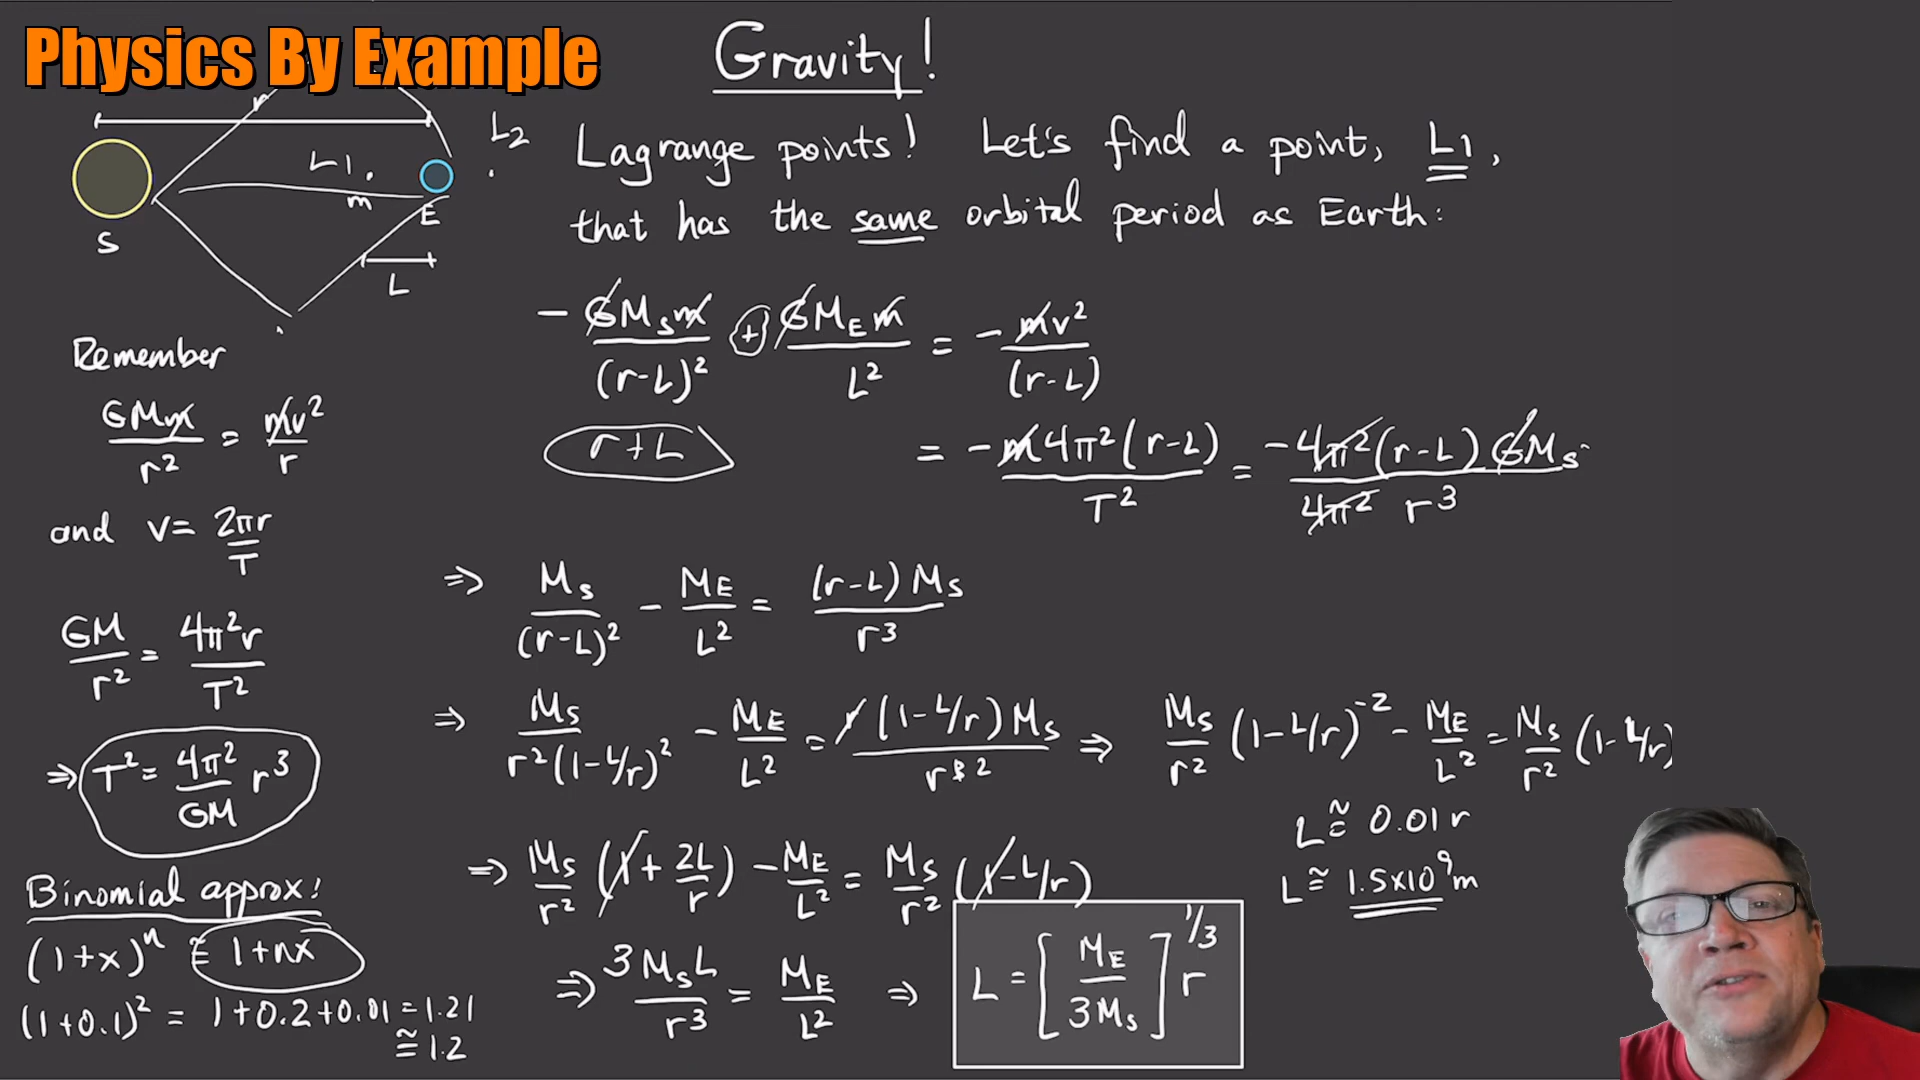 Physics By Example
Gravity!
r
L2
L1
m
E
S
L
Lagrange points! Let's find a point, L1,
that has the same orbital period as Earth:
- GMsm/(r-L)² + GMEm/L² = - mv²/(r-L)
r+L
= - m4π²(r-L)/T² = -4π²(r-L)GMs/4π² r³
Remember
GMm/r² = mv²/r
and v= 2πr/T
GM/r² = 4π²r/T²
⇒ T² = 4π²/GM r³
Binomial approx!
(1+x)ⁿ ≅ 1+nx
(1+0.1)² = 1+0.2+0.01 = 1.21
≅ 1.2
⇒ Ms/(r-L)² - ME/L² = (r-L)Ms/r³
⇒ Ms/r²(1-L/r)² - ME/L² = r(1-L/r)Ms/r³ ² ⇒ Ms/r² (1-L/r)⁻² - ME/L² = Ms/r² (1-L/r)
L ≅ 0.01 r
L ≅ 1.5x10⁹m
⇒ Ms/r² (1+ 2L/r) - ME/L² = Ms/r² (1-L/r)
⇒ 3MsL/r³ = ME/L² ⇒ L = [ME/3Ms]^1/3 r